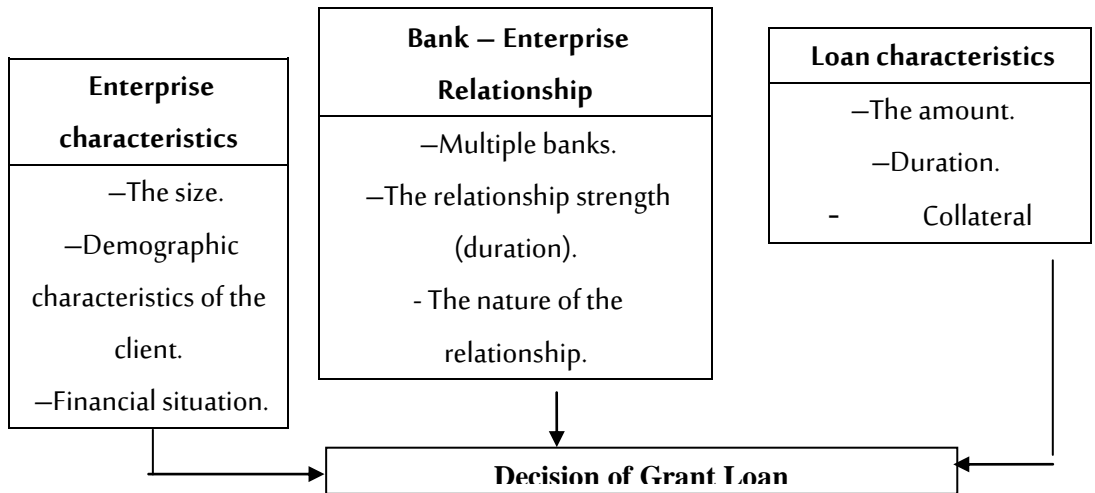 Enterprise
characteristics
–The size.
–Demographic
characteristics of the
client.
–Financial situation.
Bank – Enterprise
Relationship
–Multiple banks.
–The relationship strength
(duration).
- The nature of the
relationship.
Loan characteristics
–The amount.
–Duration.
- Collateral
Decision of Grant Loan